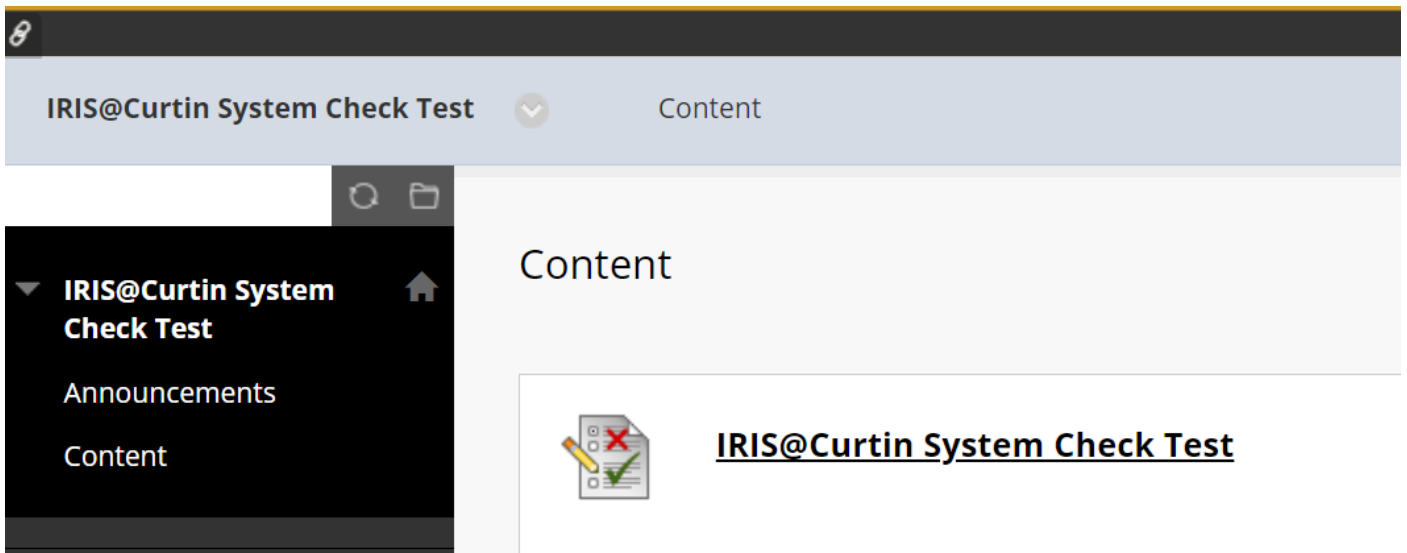 IRIS@Curtin System Check Test
Content
IRIS@Curtin System
Check Test
Announcements
Content
Content
IRIS@Curtin System Check Test